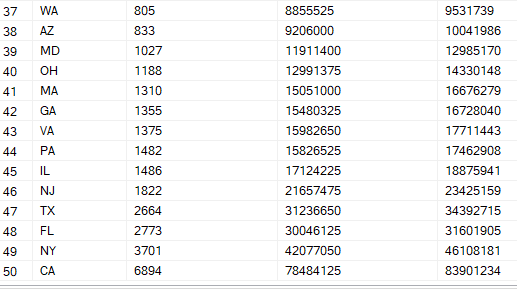 37 WA 805 8855525 9531739
38 AZ 833 9206000 10041986
39 MD 1027 11911400 12985170
40 OH 1188 12991375 14330148
41 MA 1310 15051000 16676279
42 GA 1355 15480325 16728040
43 VA 1375 15982650 17711443
44 PA 1482 15826525 17462908
45 IL 1486 17124225 18875941
46 NJ 1822 21657475 23425159
47 TX 2664 31236650 34392715
48 FL 2773 30046125 31601905
49 NY 3701 42077050 46108181
50 CA 6894 78484125 83901234